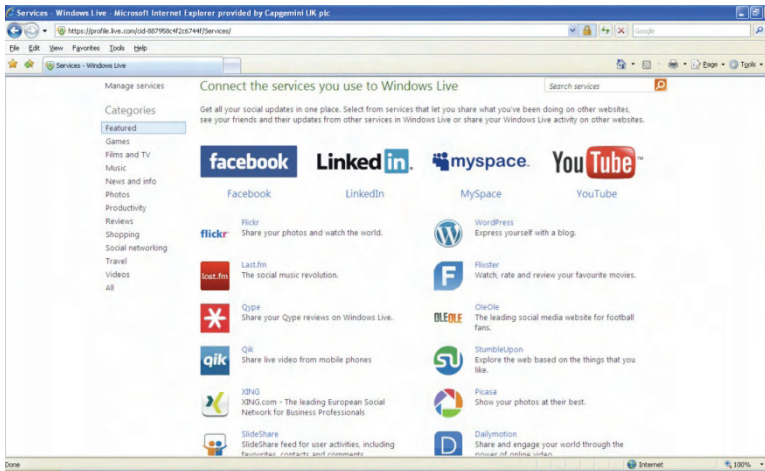 Services - Windows Live - Microsoft Internet Explorer provided by Capgemini UK plc
https://profile.live.com/cid-887958c4f2c6744f/Services/
Google
File Edit View Favorites Tools Help
Services - Windows Live
Page Tools
Manage services
Connect the services you use to Windows Live
Search services
Categories
Featured
Games
Films and TV
Music
News and info
Photos
Productivity
Reviews
Shopping
Social networking
Travel
Videos
All
Get all your social updates in one place. Select from services that let you share what you've been doing on other websites,
see your friends and their updates from other services in Windows Live or share your Windows Live activity on other websites.
facebook
Linked in.
myspace.
You Tube
Facebook
LinkedIn
MySpace
YouTube
flickr
Flickr
Share your photos and watch the world.
WordPress
Express yourself with a blog.
lost.fm
Last.fm
The social music revolution.
F
Flixster
Watch, rate and review your favourite movies.
Qype
Share your Qype reviews on Windows Live.
OLEOLE
OleOle
The leading social media website for football
fans.
qik
Qik
Share live video from mobile phones
StumbleUpon
Explore the web based on the things that you
like.
XING
XING.com - The leading European Social
Network for Business Professionals
Picasa
Show your photos at their best.
SlideShare
SlideShare feed for user activities, including
favourites, contacts and comments
D
Dailymotion
Share and engage your world through the
power of online video
Done
Internet
100%